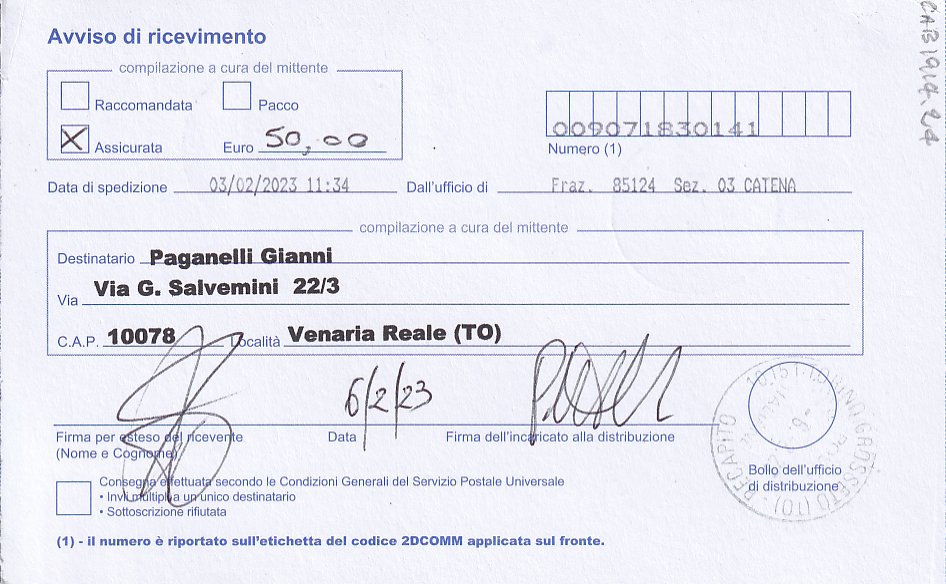 Avviso di ricevimento
compilazione a cura del mittente
Raccomandata Pacco
X Assicurata Euro 50,00
009071830141
Numero (1)
Data di spedizione 03/02/2023 11:34 Dall'ufficio di Fraz. 85124 Sez. 03 CATENA
compilazione a cura del mittente
Destinatario Paganelli Gianni
Via Via G. Salvemini 22/3
C.A.P. 10078 Località Venaria Reale (TO)
6/2/23
Firma per esteso del ricevente Data Firma dell'incaricato alla distribuzione
(Nome e Cognome)
Bollo dell'ufficio
di distribuzione
RECAPITO
GROSSETO (TO)
Consegna effettuata secondo le Condizioni Generali del Servizio Postale Universale
• Invii multipli a un unico destinatario
• Sottoscrizione rifiutata
(1) - il numero è riportato sull'etichetta del codice 2DCOMM applicata sul fronte.